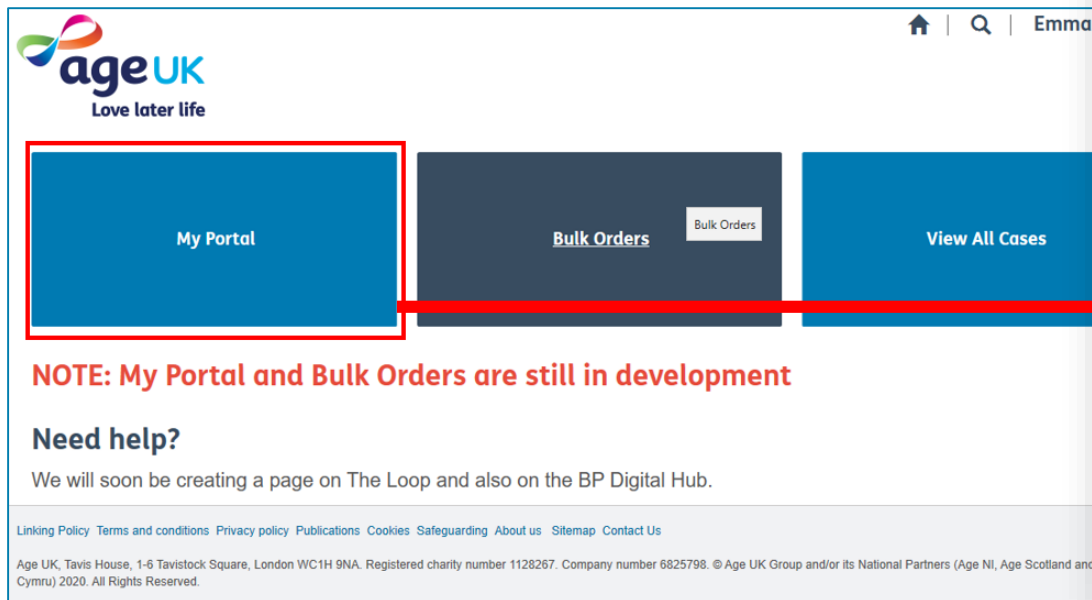 Emma
age UK
Love later life
My Portal
Bulk Orders
Bulk Orders
View All Cases
NOTE: My Portal and Bulk Orders are still in development
Need help?
We will soon be creating a page on The Loop and also on the BP Digital Hub.
Linking Policy Terms and conditions Privacy policy Publications Cookies Safeguarding About us Sitemap Contact Us
Age UK, Tavis House, 1-6 Tavistock Square, London WC1H 9NA. Registered charity number 1128267. Company number 6825798. © Age UK Group and/or its National Partners (Age NI, Age Scotland and
Cymru) 2020. All Rights Reserved.